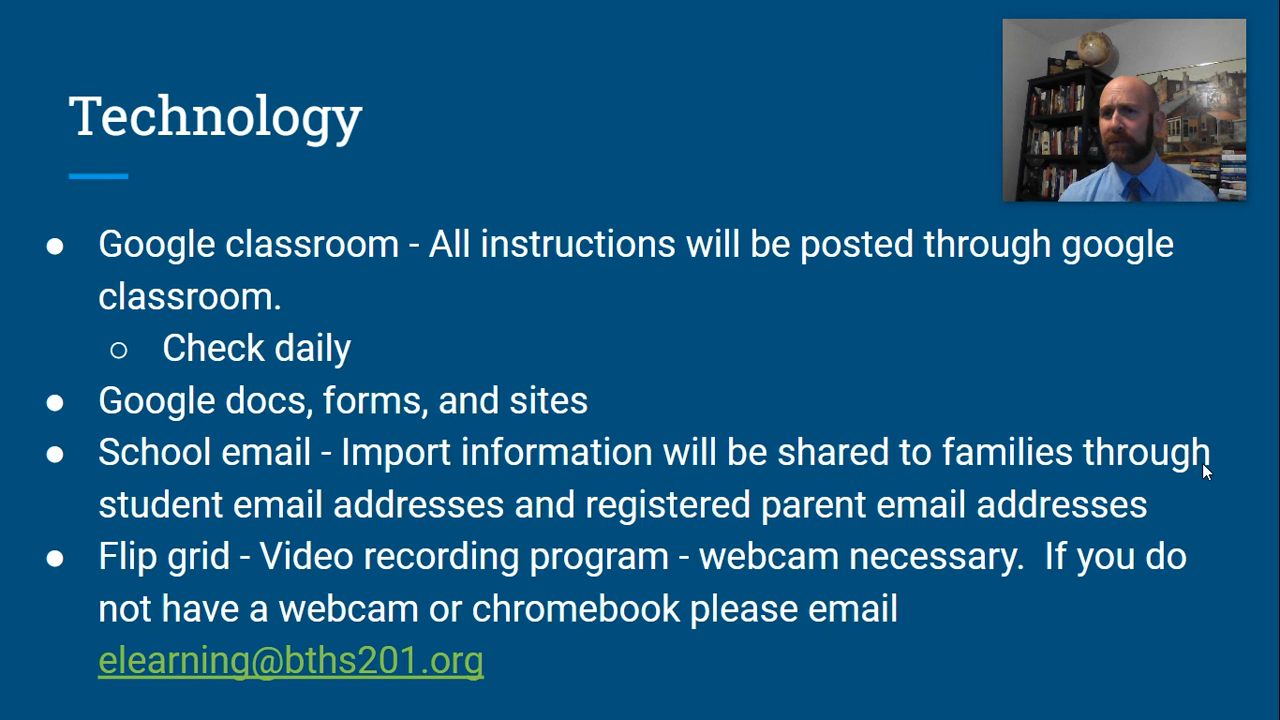 Technology
● Google classroom - All instructions will be posted through google
classroom.
○ Check daily
● Google docs, forms, and sites
● School email - Import information will be shared to families through
student email addresses and registered parent email addresses
● Flip grid - Video recording program - webcam necessary.  If you do
not have a webcam or chromebook please email
elearning@bths201.org